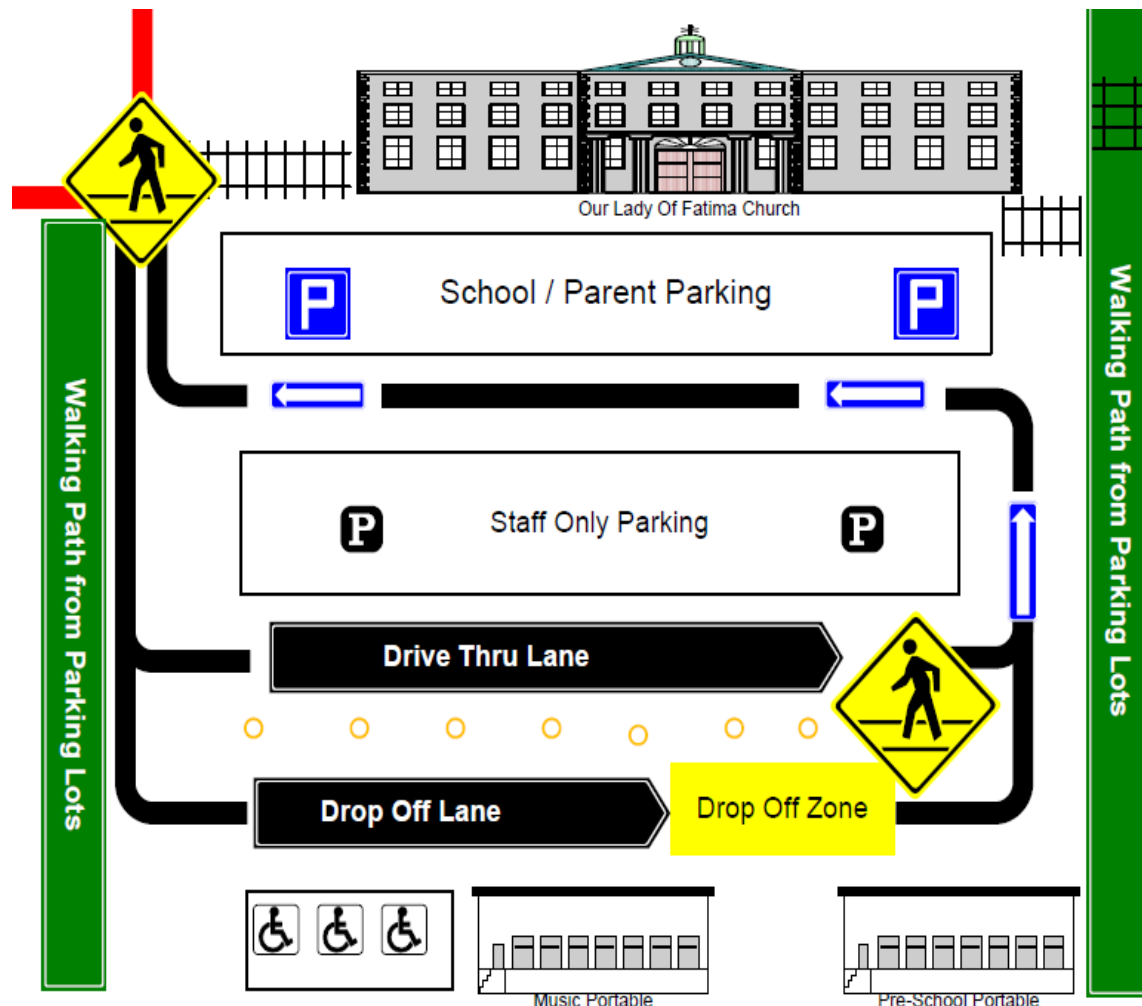 Our Lady Of Fatima Church
P
School / Parent Parking
P
Walking Path from Parking Lots
Walking Path from Parking Lots
P
Staff Only Parking
P
Drive Thru Lane
Drop Off Lane
Drop Off Zone
Music Portable
Pre-School Portable